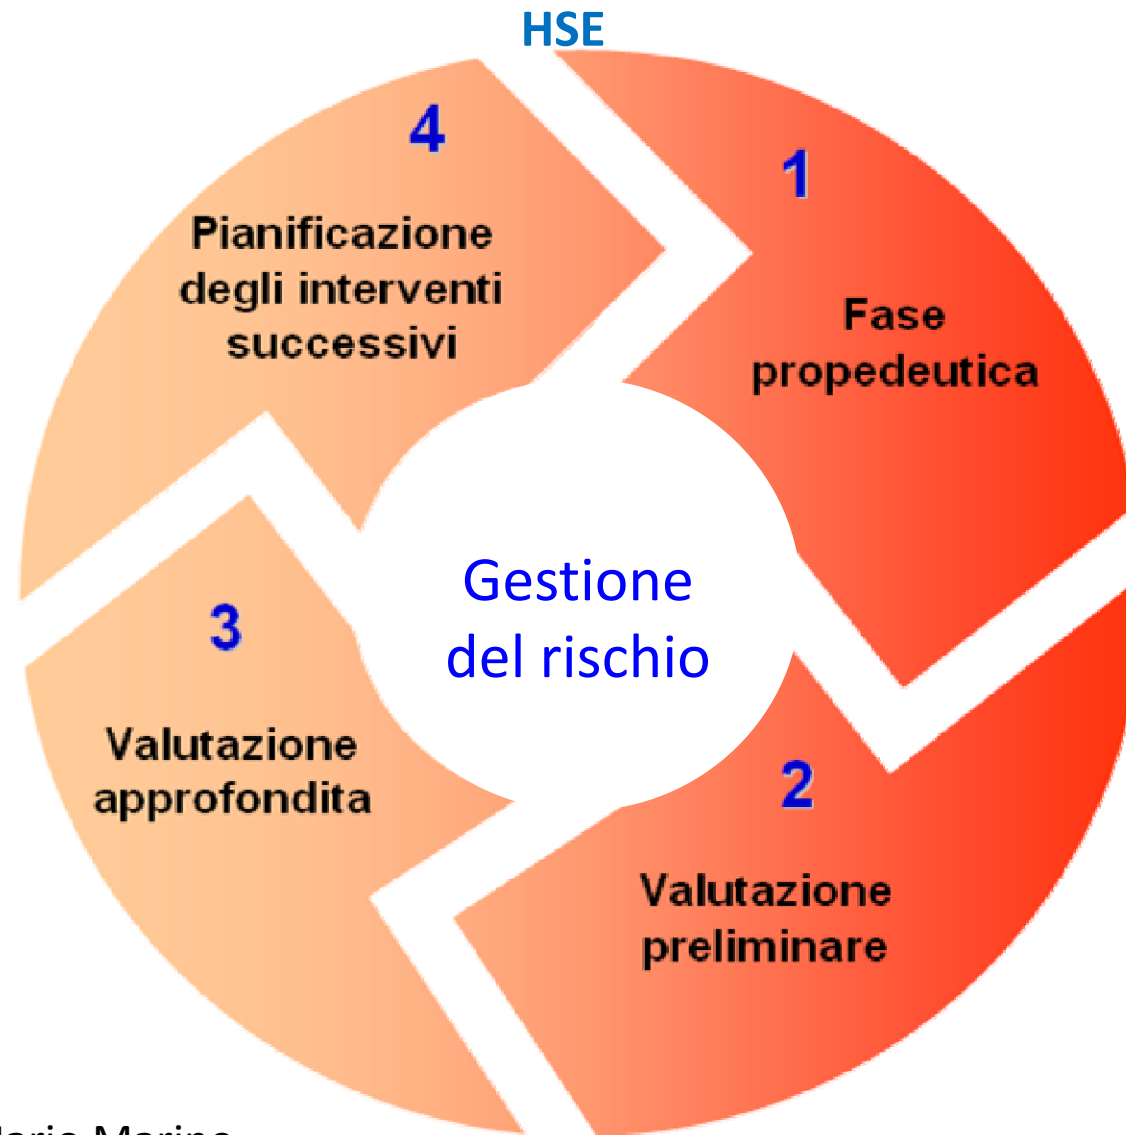 HSE
1
Fase
propedeutica
2
Valutazione
preliminare
3
Valutazione
approfondita
4
Pianificazione
degli interventi
successivi
Gestione
del rischio